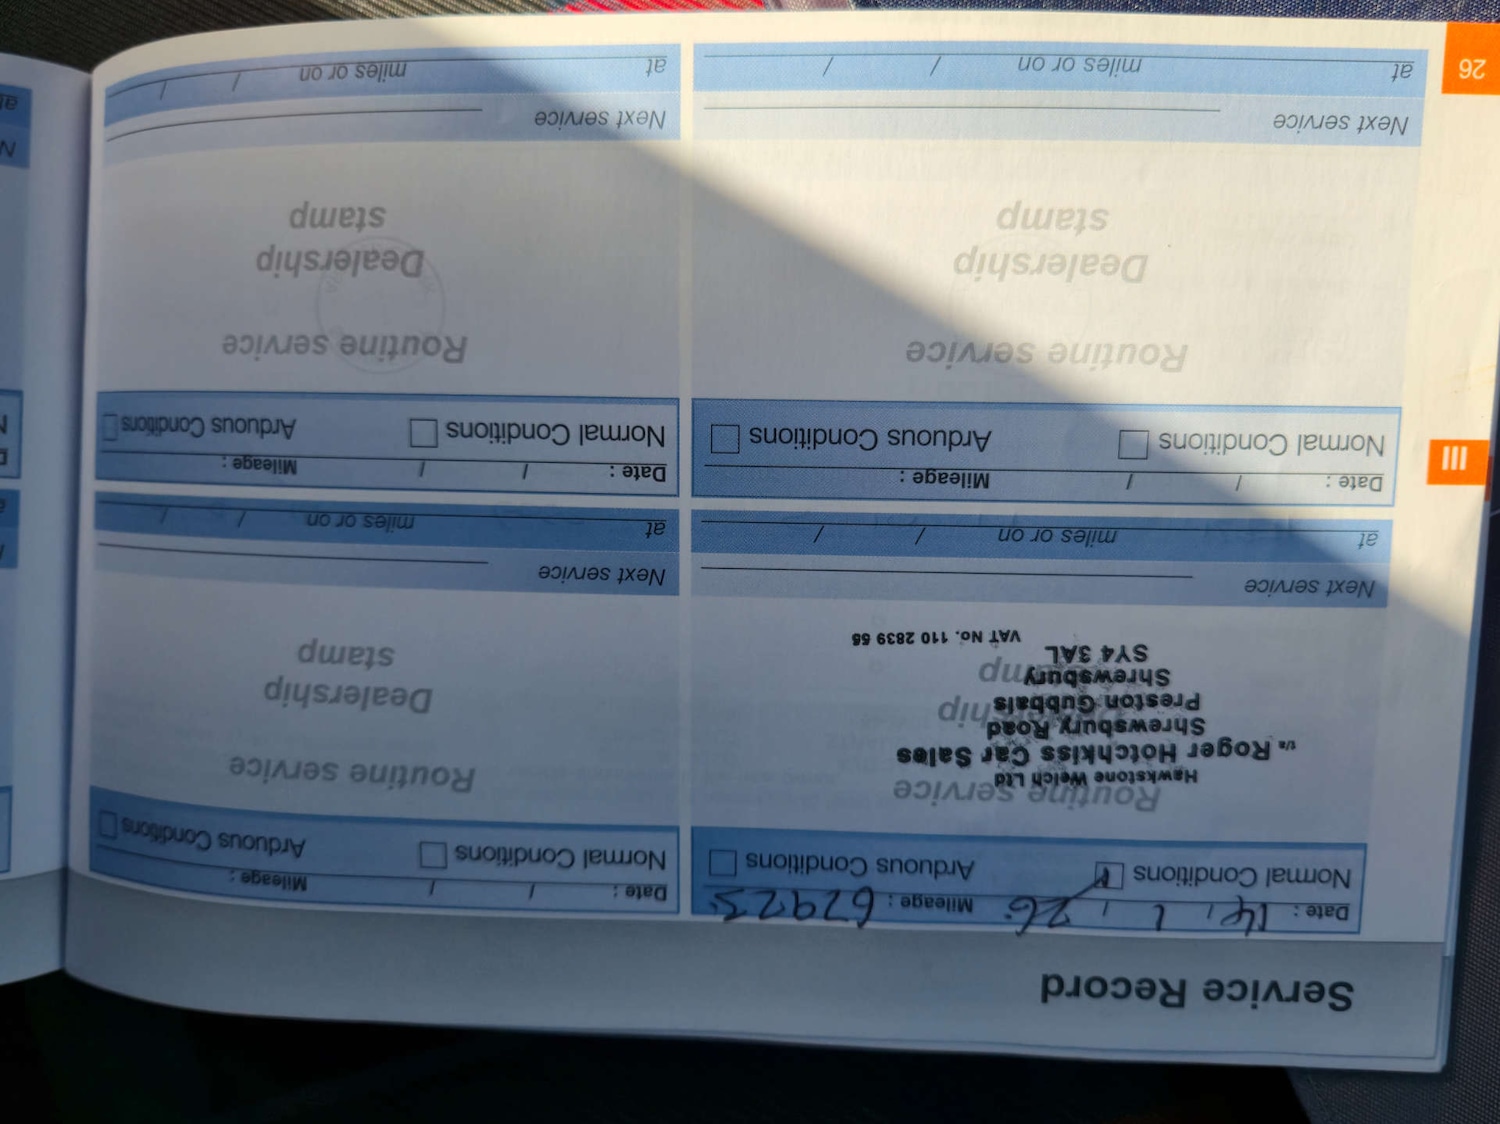 Service Record
Date : 14 / 1 / 26. Mileage : 62923
Normal Conditions Arduous Conditions
Routine service
Hawkstone Welch Ltd
t/a Roger Hotchkiss Car Sales
Shrewsbury Road
Preston Gubbals
Shrewsbury
SY4 3AL
VAT No. 110 2839 55
Next service
at miles or on / /
Date : / / Mileage :
Normal Conditions Arduous Conditions
Routine service
Dealership
stamp
Next service
at miles or on / /
Date : / / Mileage :
Normal Conditions Arduous Conditions
Routine service
Dealership
stamp
Next service
at miles or on / /
Date : / / Mileage :
Normal Conditions Arduous Conditions
Routine service
Dealership
stamp
Next service
at miles or on / /
III
26